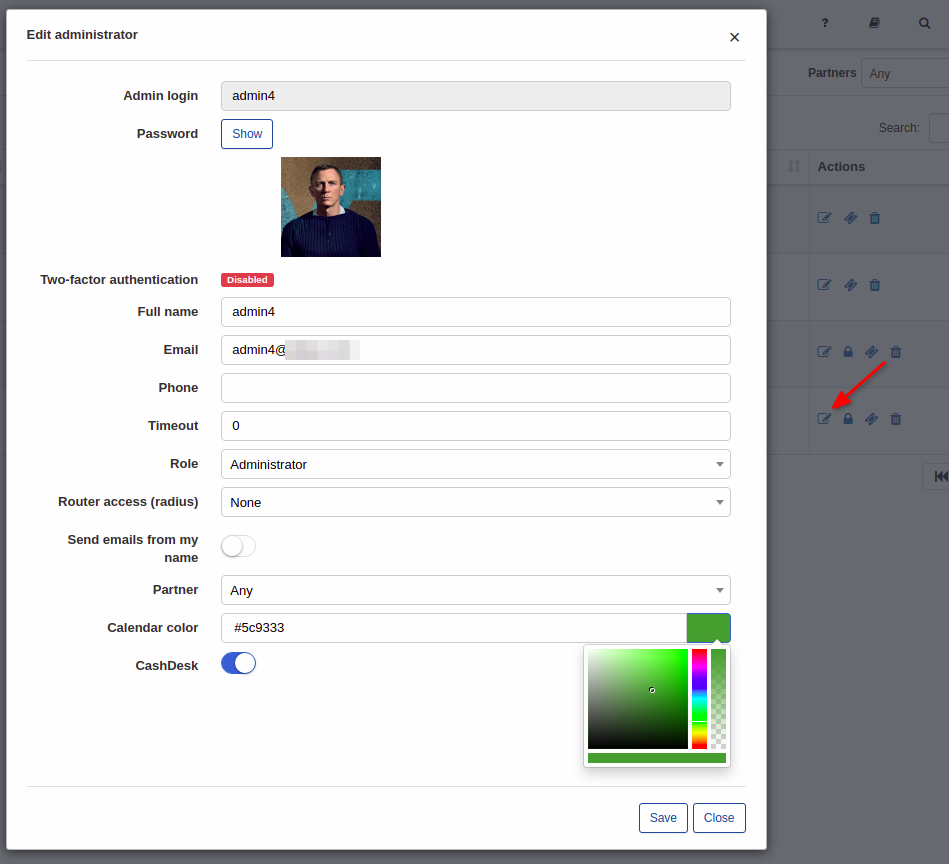 Edit administrator
×
?
Partners Any
Search:
Actions
Admin login admin4
Password Show
Two-factor authentication Disabled
Full name admin4
Email admin4@
Phone
Timeout 0
Role Administrator
Router access (radius) None
Send emails from my
name
Partner Any
Calendar color #5c9333
CashDesk
Save Close